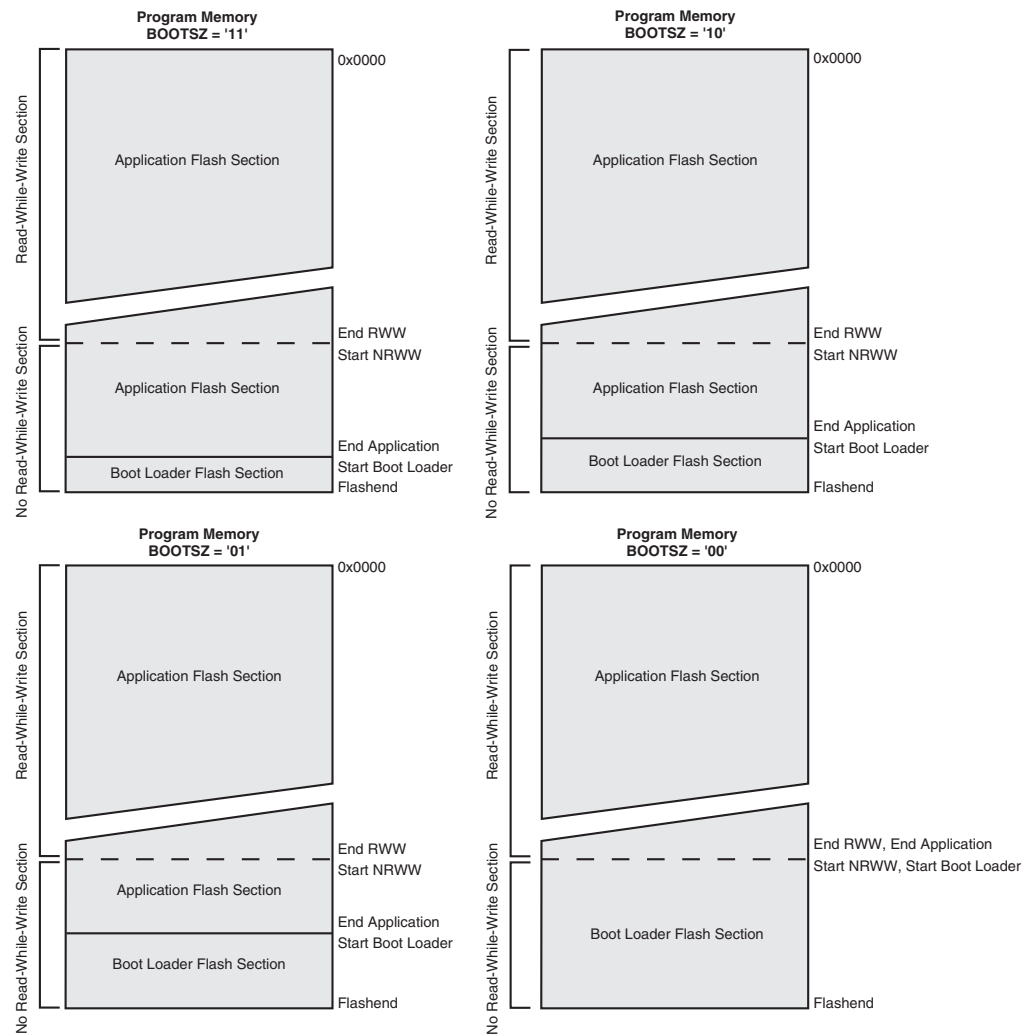 Program Memory
BOOTSZ = '11'
0x0000
Read-While-Write Section
Application Flash Section
End RWW
Start NRWW
No Read-While-Write Section
Application Flash Section
End Application
Start Boot Loader
Boot Loader Flash Section
Flashend
Program Memory
BOOTSZ = '10'
0x0000
Read-While-Write Section
Application Flash Section
End RWW
Start NRWW
No Read-While-Write Section
Application Flash Section
End Application
Start Boot Loader
Boot Loader Flash Section
Flashend
Program Memory
BOOTSZ = '01'
0x0000
Read-While-Write Section
Application Flash Section
End RWW
Start NRWW
No Read-While-Write Section
Application Flash Section
End Application
Start Boot Loader
Boot Loader Flash Section
Flashend
Program Memory
BOOTSZ = '00'
0x0000
Read-While-Write Section
Application Flash Section
End RWW, End Application
Start NRWW, Start Boot Loader
No Read-While-Write Section
Boot Loader Flash Section
Flashend